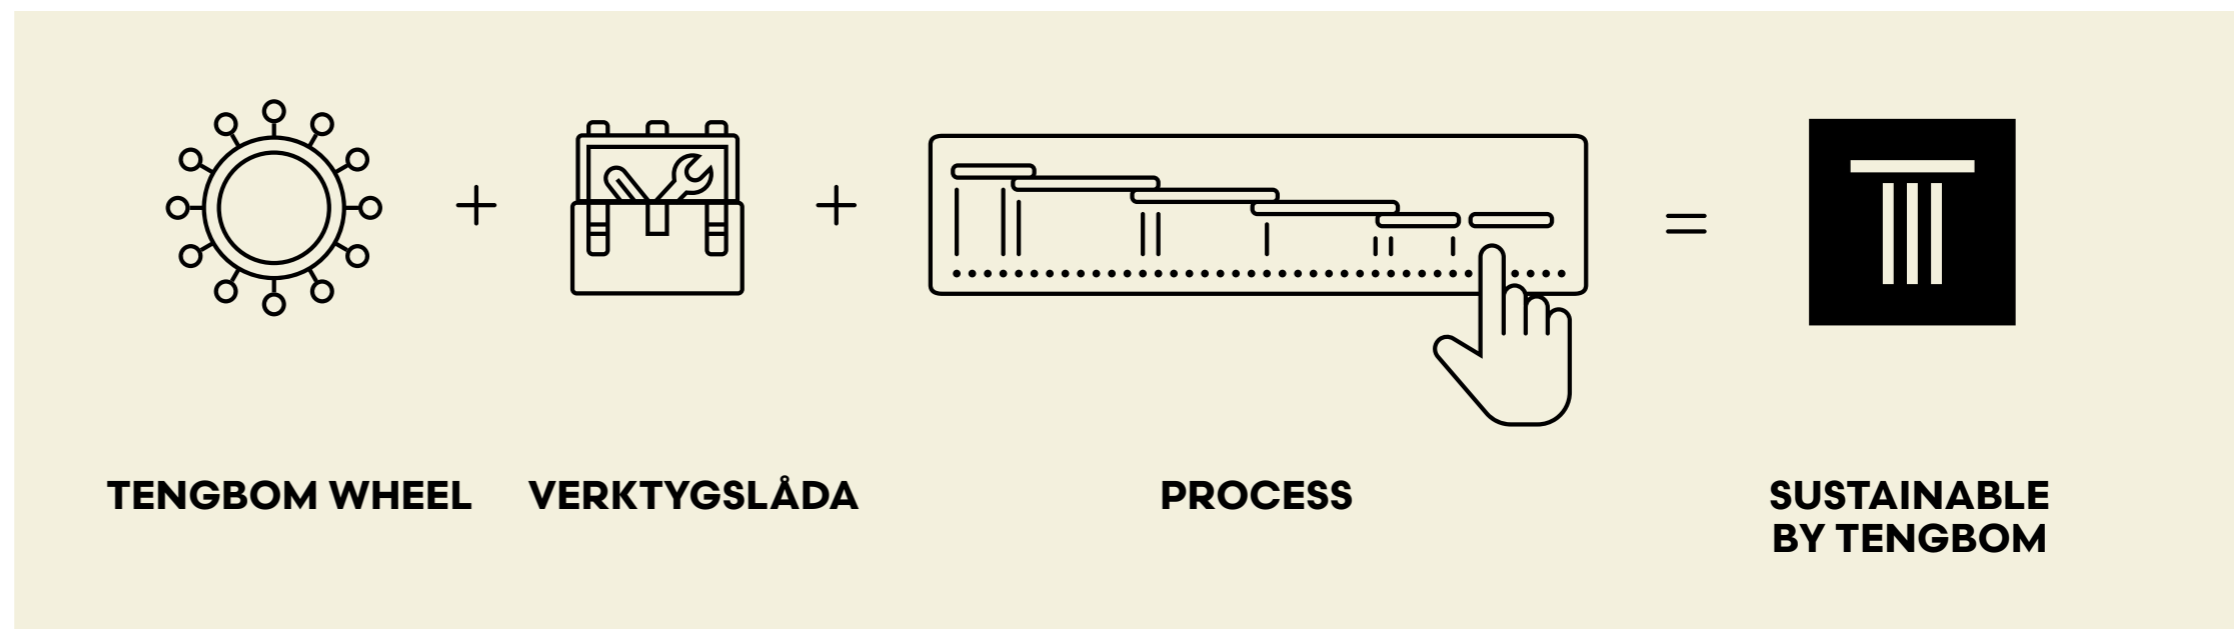 TENGBOM WHEEL
VERKTYGSLÅDA
PROCESS
SUSTAINABLE
BY TENGBOM